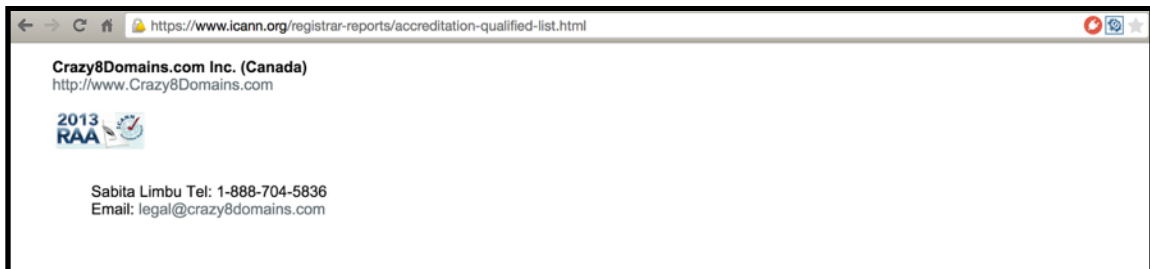 https://www.icann.org/registrar-reports/accreditation-qualified-list.html
Crazy8Domains.com Inc. (Canada)
http://www.Crazy8Domains.com
2013
RAA
ICANN
Sabita Limbu Tel: 1-888-704-5836
Email: legal@crazy8domains.com